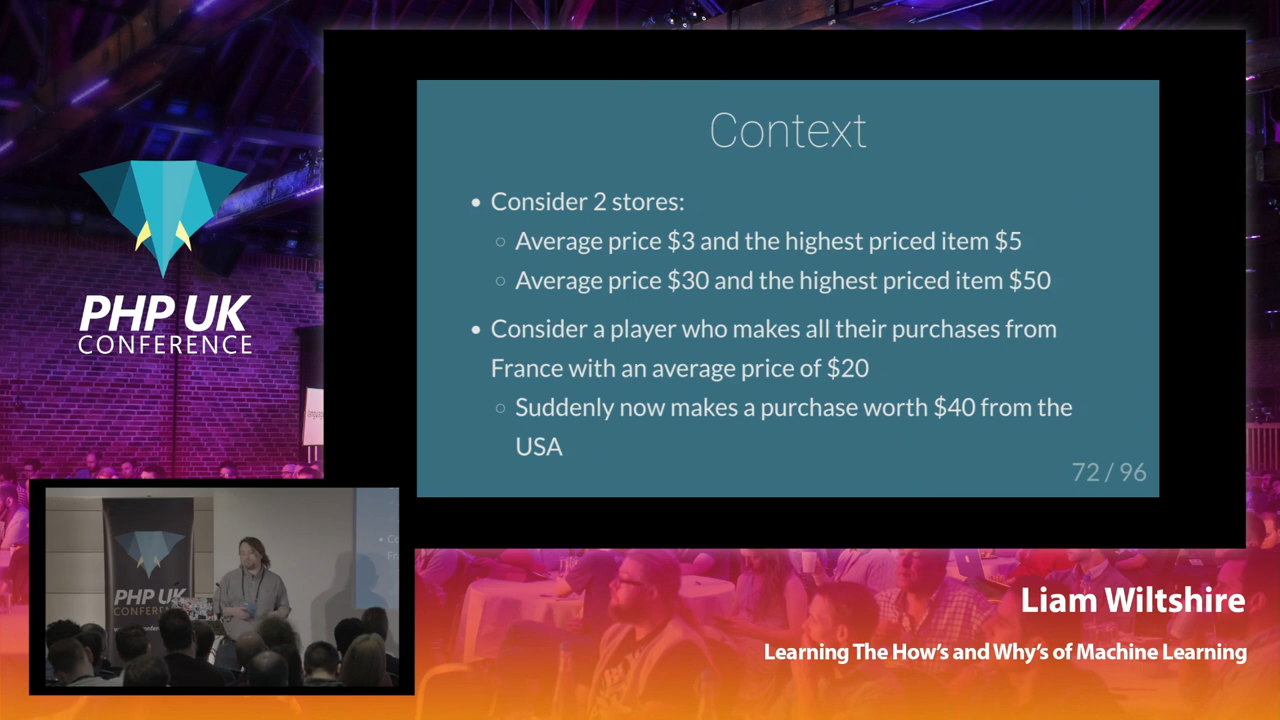 PHP UK
CONFERENCE
Context
• Consider 2 stores:
○ Average price $3 and the highest priced item $5
○ Average price $30 and the highest priced item $50
• Consider a player who makes all their purchases from
France with an average price of $20
○ Suddenly now makes a purchase worth $40 from the
USA
72 / 96
PHP UK
CONFEREN
Liam Wiltshire
Learning The How's and Why's of Machine Learning